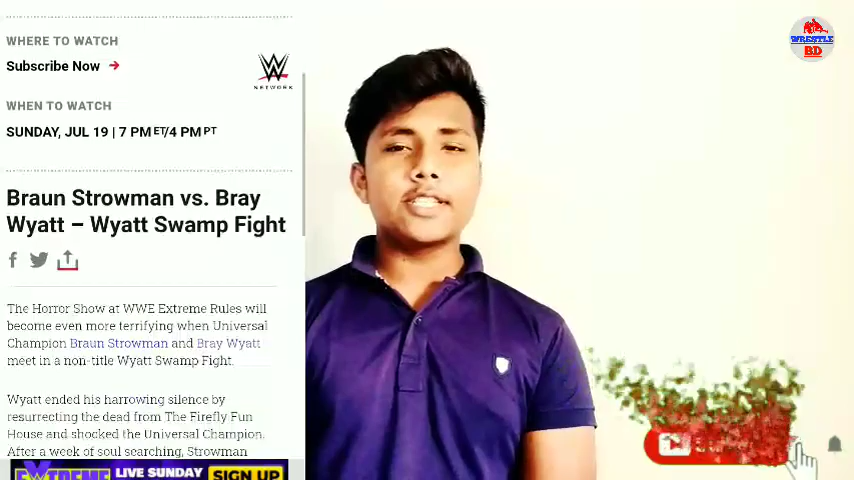 WHERE TO WATCH
Subscribe Now →
WHEN TO WATCH
SUNDAY, JUL 19 | 7 PM ET/4 PM PT
Braun Strowman vs. Bray
Wyatt – Wyatt Swamp Fight
The Horror Show at WWE Extreme Rules will
become even more terrifying when Universal
Champion Braun Strowman and Bray Wyatt
meet in a non-title Wyatt Swamp Fight.
Wyatt ended his harrowing silence by
resurrecting the dead from The Firefly Fun
House and shocked the Universal Champion.
After a week of soul searching, Strowman
EXTREME LIVE SUNDAY SIGN UP
W
NETWORK
WRESTLE
BD